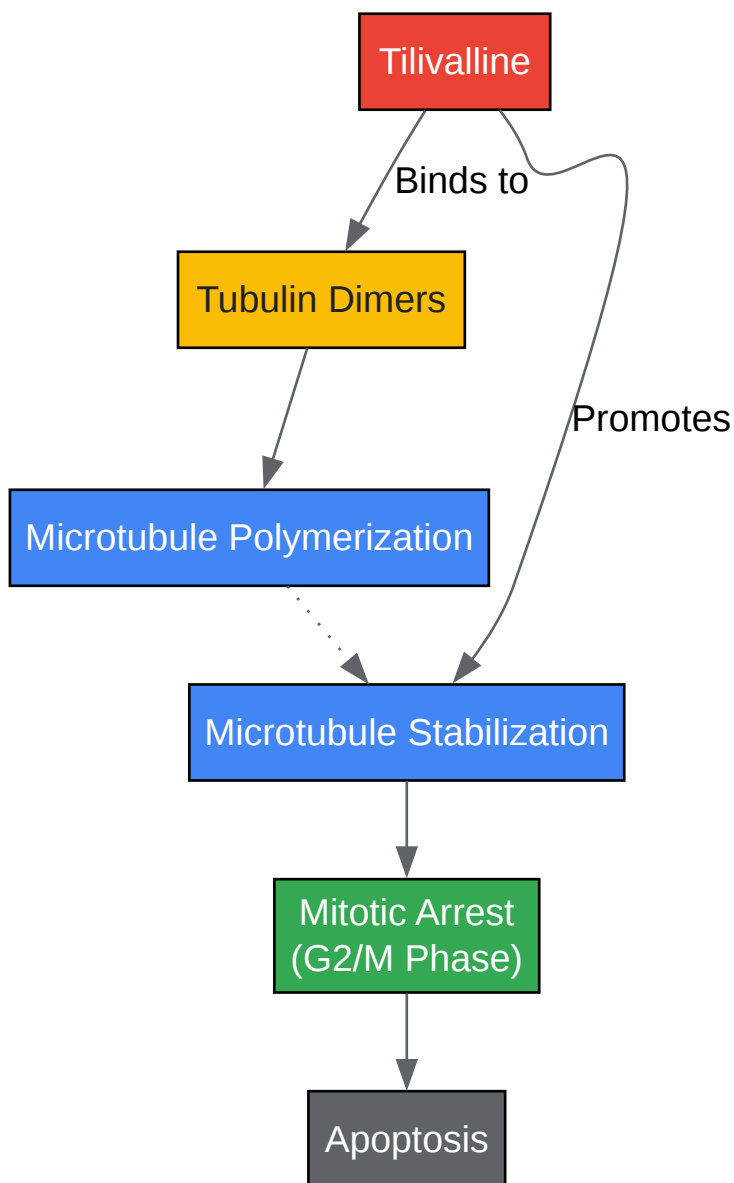 Tilivalline
Binds to
Tubulin Dimers
Promotes
Microtubule Polymerization
Microtubule Stabilization
Mitotic Arrest
(G2/M Phase)
Apoptosis